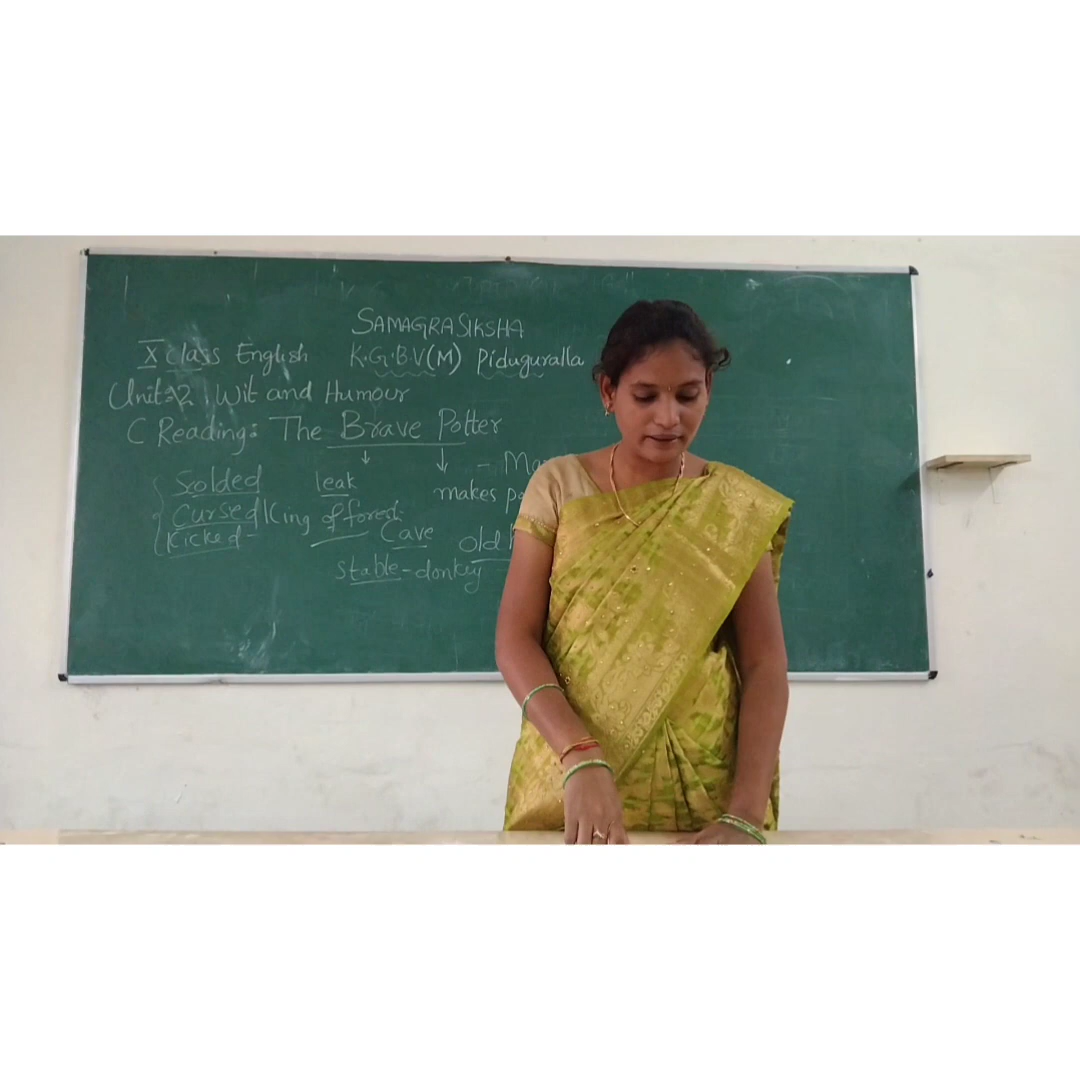 SAMAGRA SIKSHA
X class English K.G.B.V(M) Piduguralla
Unit:2 Wit and Humour
C Reading: The Brave Potter
Scolded leak makes
Cursed King of forest
Kicked - Cave old
stable - donkey